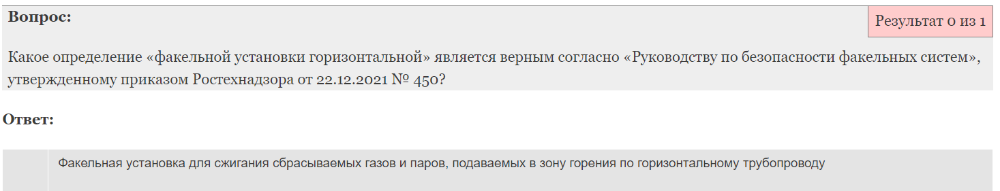 Вопрос:
Результат 0 из 1
Какое определение «факельной установки горизонтальной» является верным согласно «Руководству по безопасности факельных систем»,
утвержденному приказом Ростехнадзора от 22.12.2021 № 450?
Ответ:
Факельная установка для сжигания сбрасываемых газов и паров, подаваемых в зону горения по горизонтальному трубопроводу